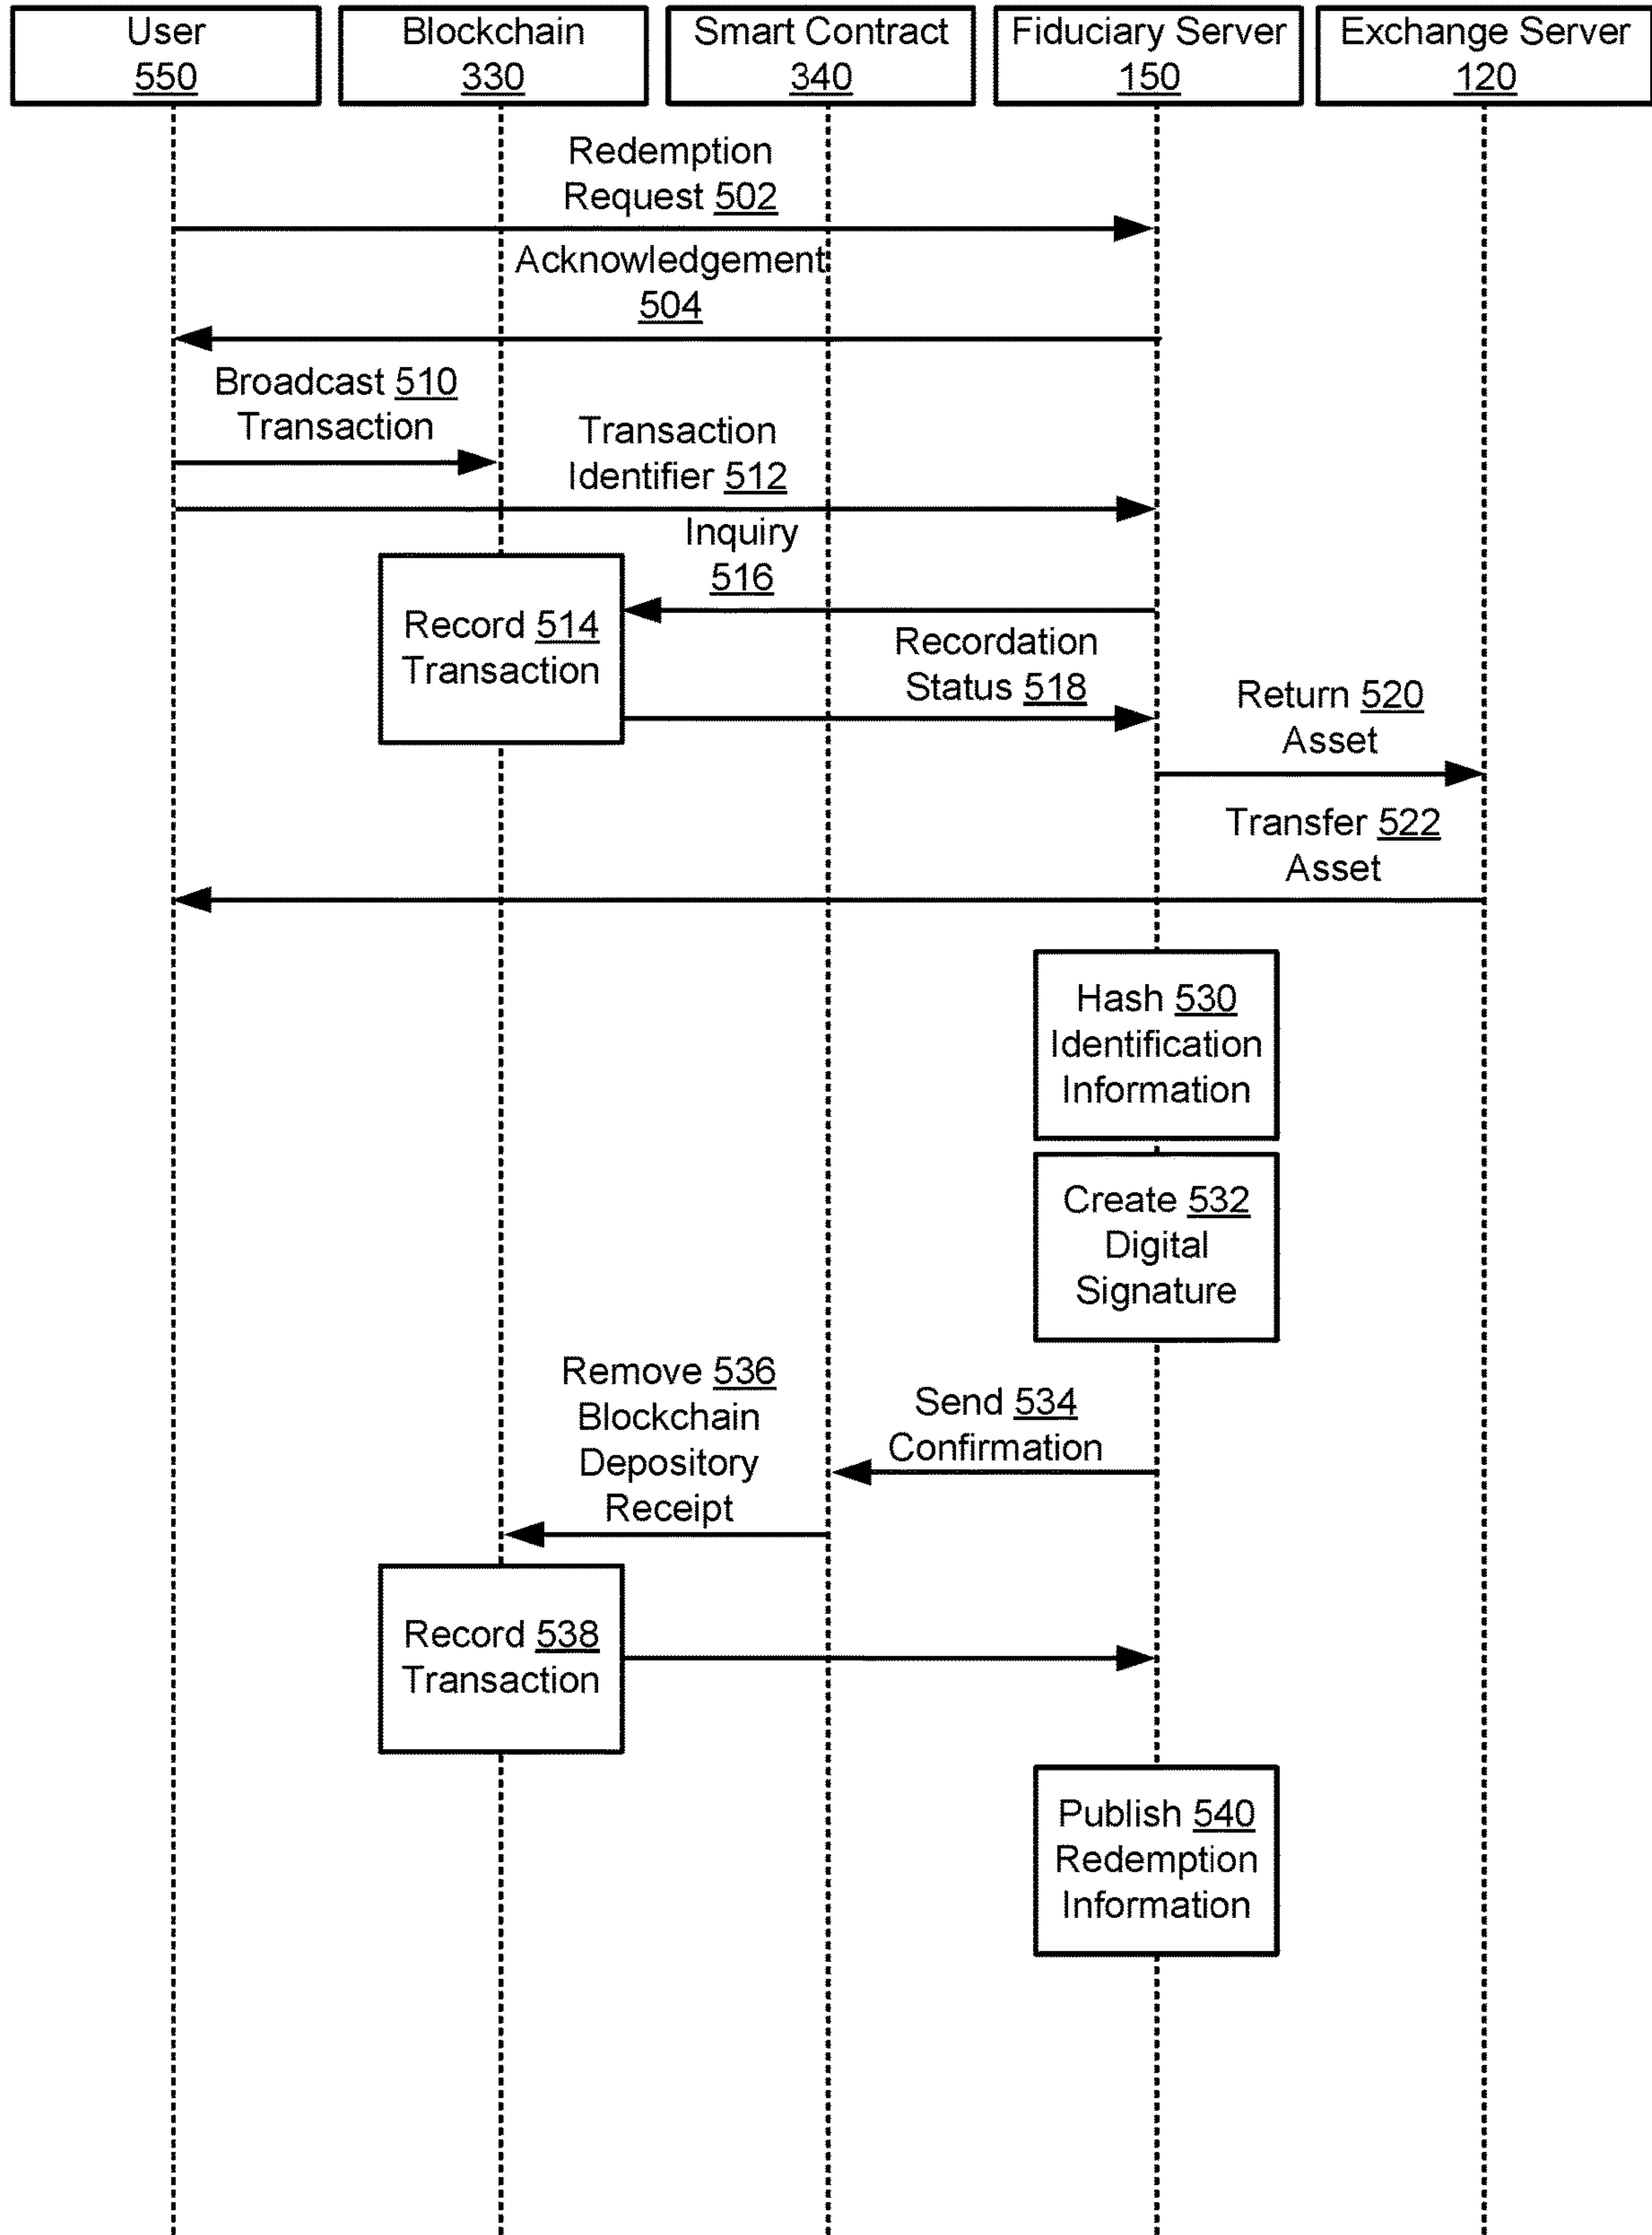 User
550
Blockchain
330
Smart Contract
340
Fiduciary Server
150
Exchange Server
120
Redemption
Request 502
Acknowledgement
504
Broadcast 510
Transaction
Transaction
Identifier 512
Inquiry
516
Record 514
Transaction
Recordation
Status 518
Return 520
Asset
Transfer 522
Asset
Hash 530
Identification
Information
Create 532
Digital
Signature
Send 534
Confirmation
Remove 536
Blockchain
Depository
Receipt
Record 538
Transaction
Publish 540
Redemption
Information